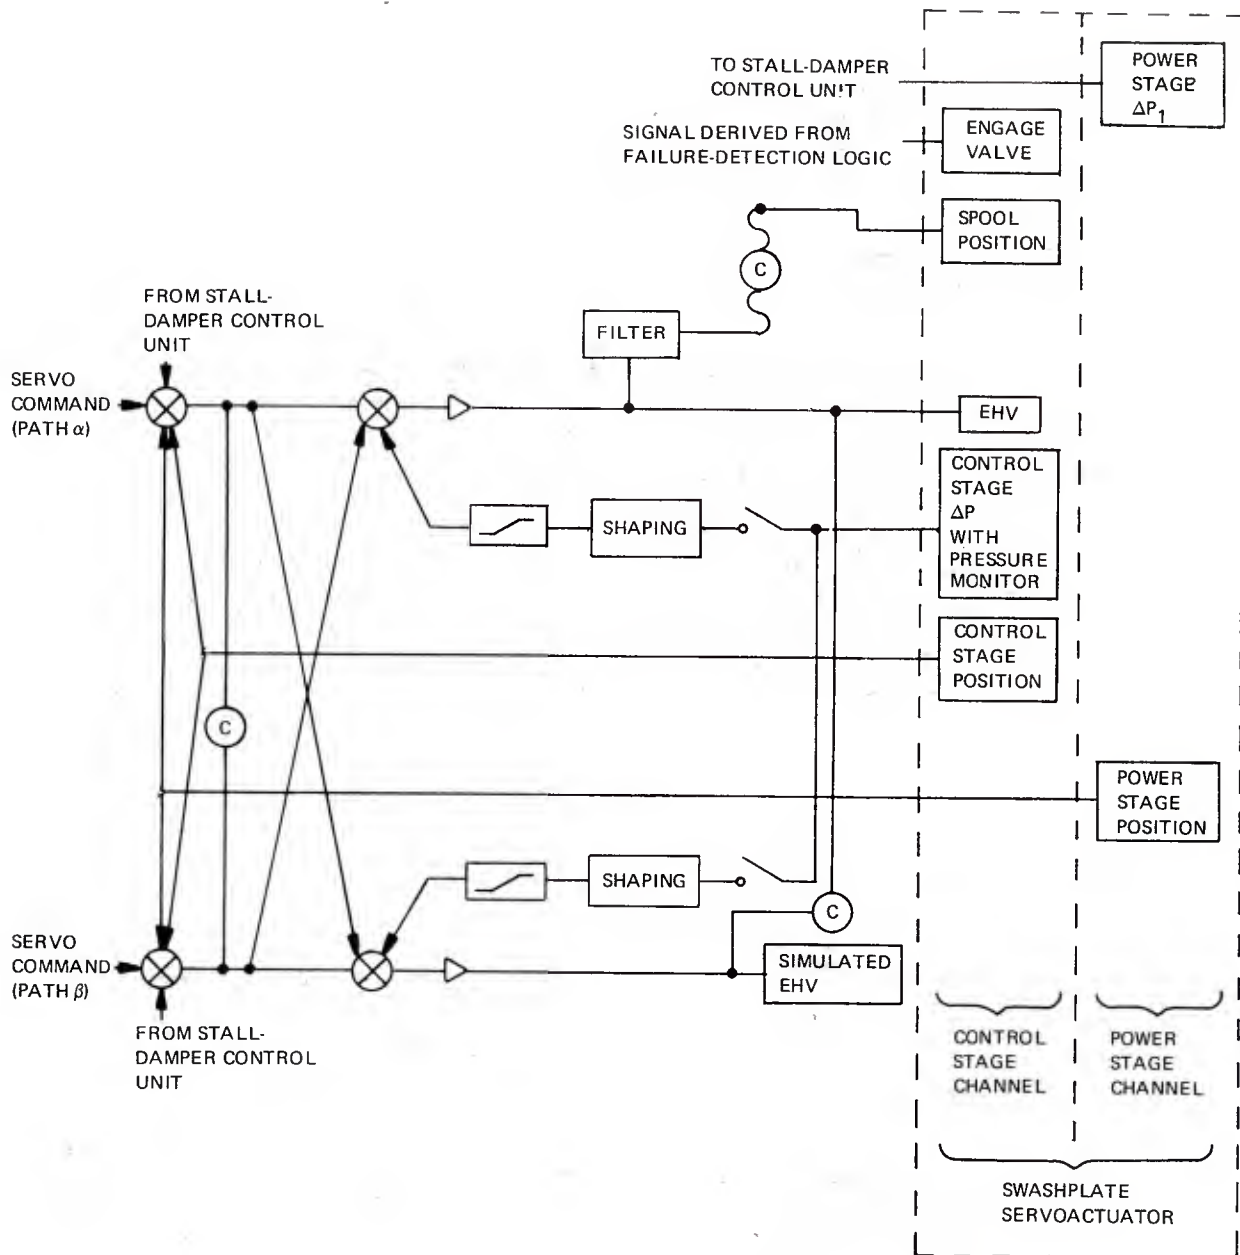 TO STALL-DAMPER
CONTROL UNIT
POWER
STAGE
ΔP1
SIGNAL DERIVED FROM
FAILURE-DETECTION LOGIC
ENGAGE
VALVE
SPOOL
POSITION
C
FROM STALL-
DAMPER CONTROL
UNIT
FILTER
SERVO
COMMAND
(PATH α)
EHV
CONTROL
STAGE
ΔP
WITH
PRESSURE
MONITOR
SHAPING
CONTROL
STAGE
POSITION
C
POWER
STAGE
POSITION
SHAPING
C
SERVO
COMMAND
(PATH β)
SIMULATED
EHV
FROM STALL-
DAMPER CONTROL
UNIT
CONTROL
STAGE
CHANNEL
POWER
STAGE
CHANNEL
SWASHPLATE
SERVOACTUATOR